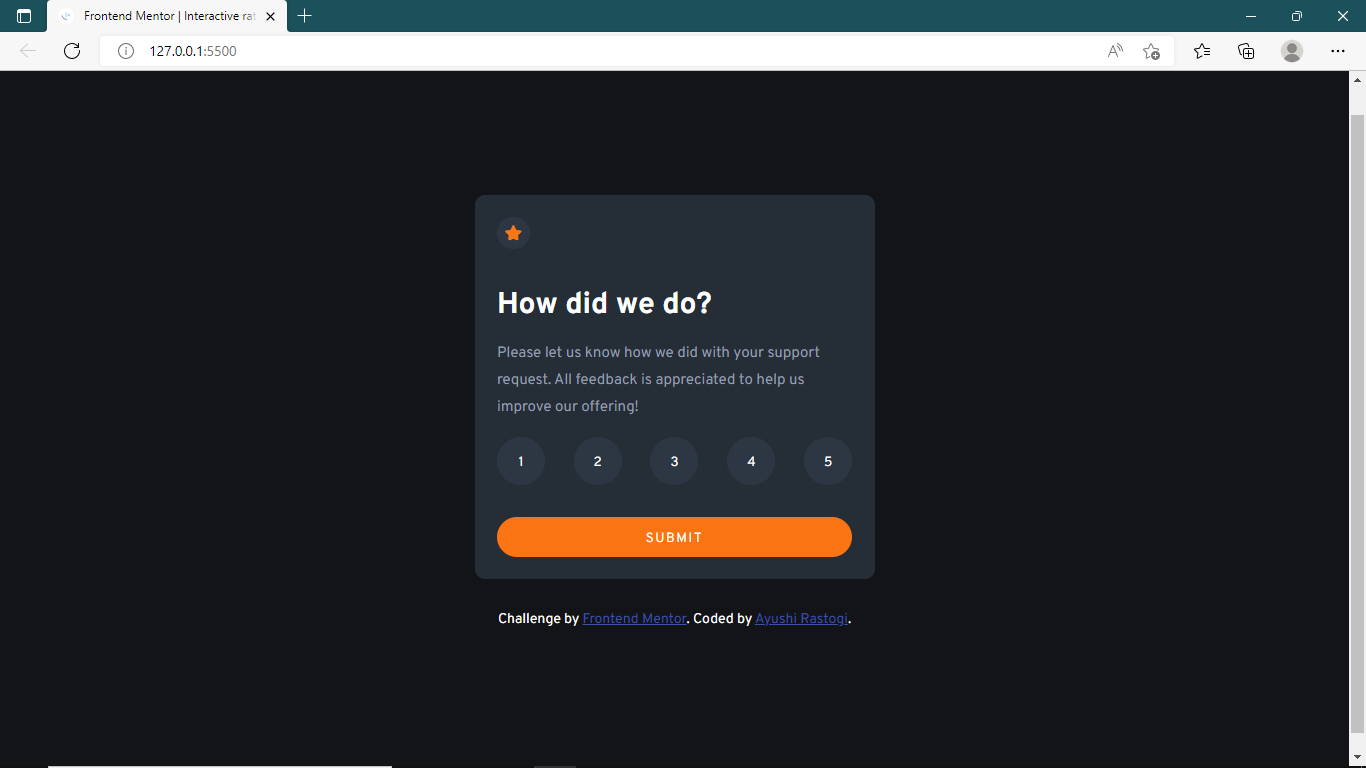 Frontend Mentor | Interactive rat
127.0.0.1:5500
How did we do?
Please let us know how we did with your support
request. All feedback is appreciated to help us
improve our offering!
1 2 3 4 5
SUBMIT
Challenge by Frontend Mentor. Coded by Ayushi Rastogi.